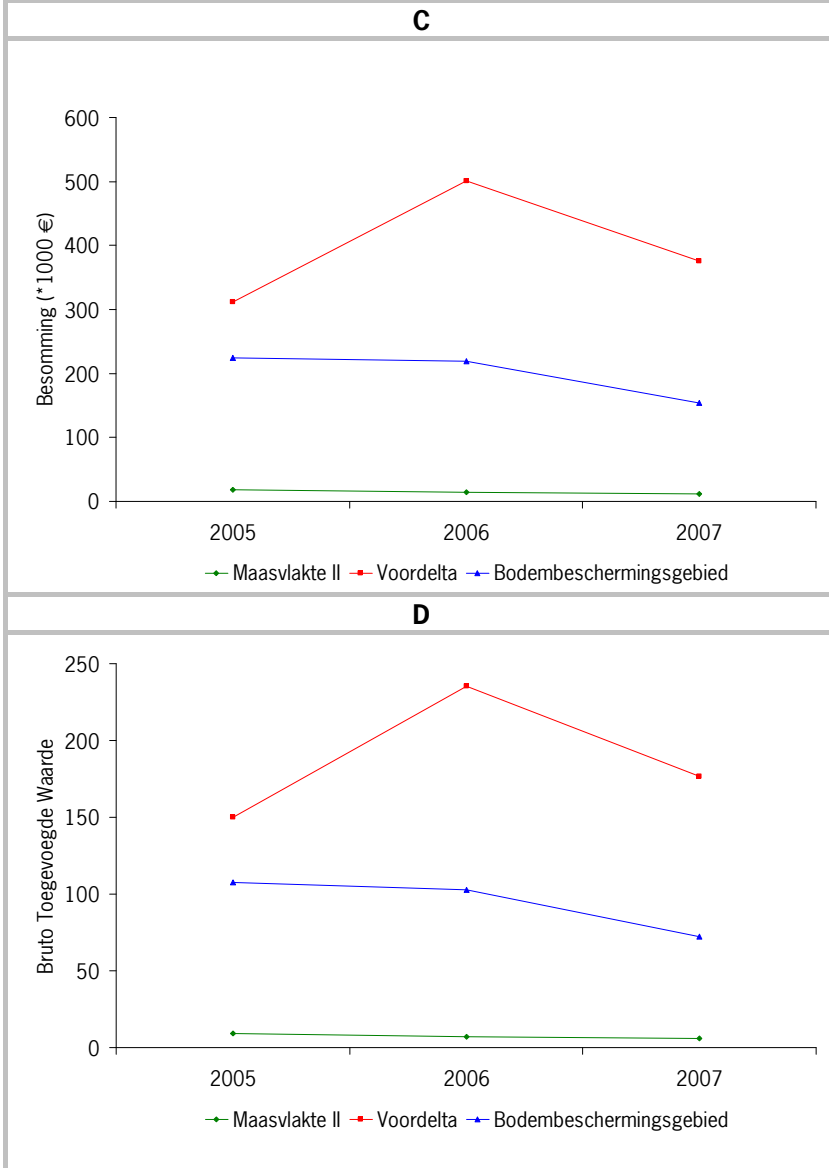 C
Besomming (*1000 €)
600
500
400
300
200
100
0
2005 2006 2007
Maasvlakte II Voordelta Bodembeschermingsgebied
D
Bruto Toegevoegde Waarde
250
200
150
100
50
0
2005 2006 2007
Maasvlakte II Voordelta Bodembeschermingsgebied